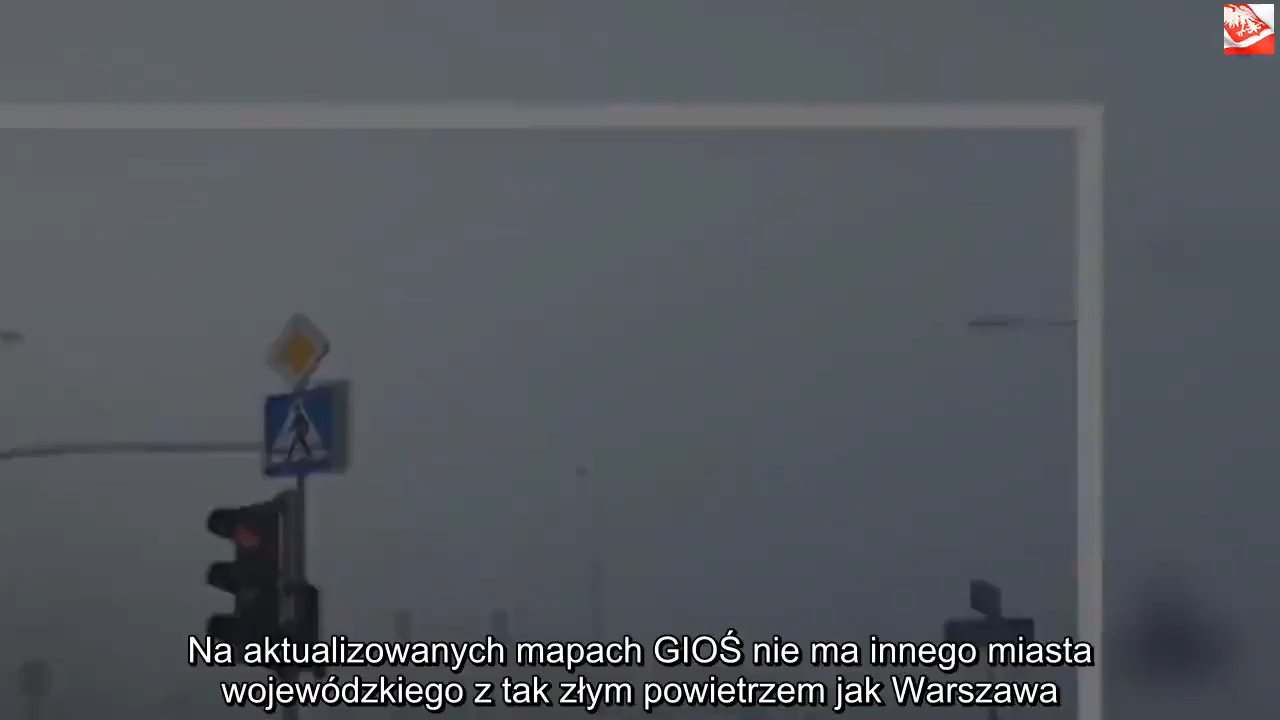 Na aktualizowanych mapach GIOŚ nie ma innego miasta
wojewódzkiego z tak złym powietrzem jak Warszawa